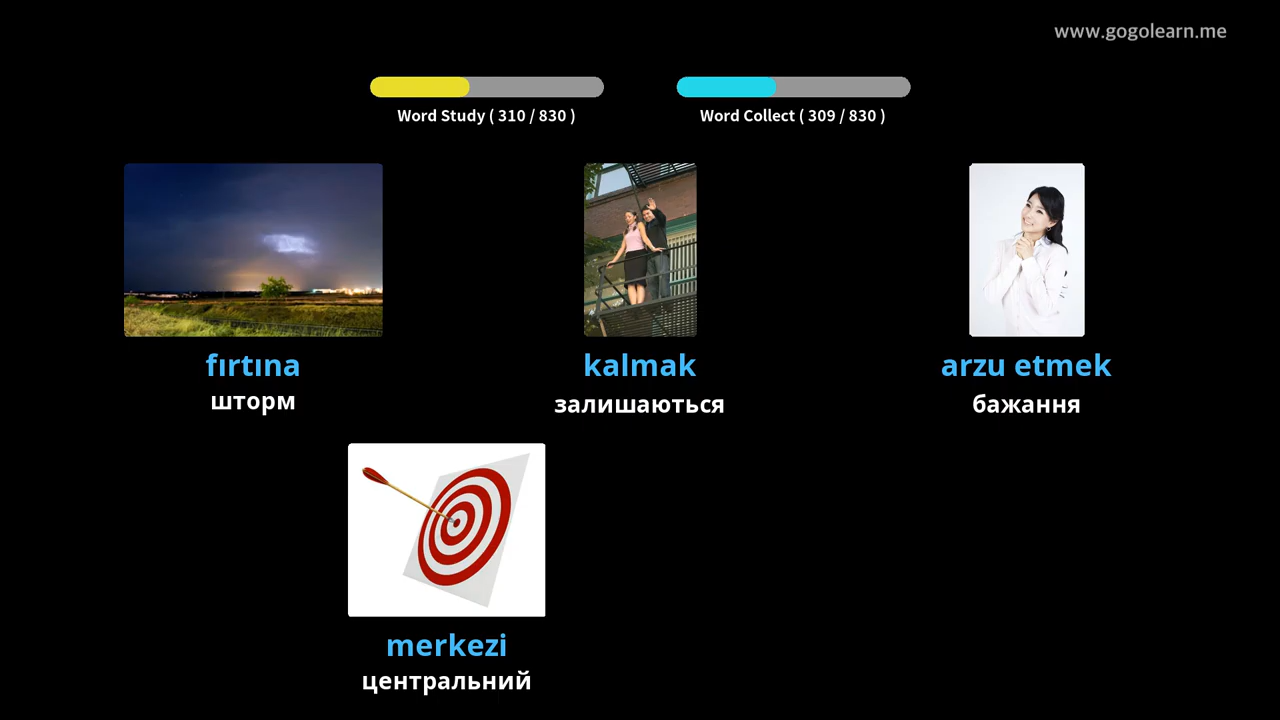 www.gogolearn.me
Word Study ( 310 / 830 )
Word Collect ( 309 / 830 )
fırtına
шторм
kalmak
залишаються
arzu etmek
бажання
merkezi
центральний